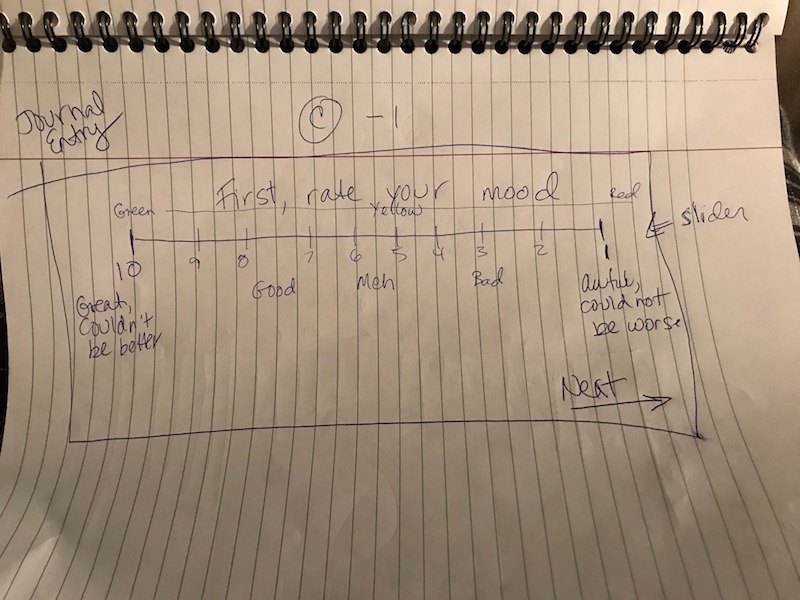 Journal
Entry
C - 1
First, rate your mood
Green Yellow Red
slider
10 9 8 7 6 5 4 3 2 1
Good Meh Bad
Great,
Couldn't
be better
awful,
could not
be worse
Next